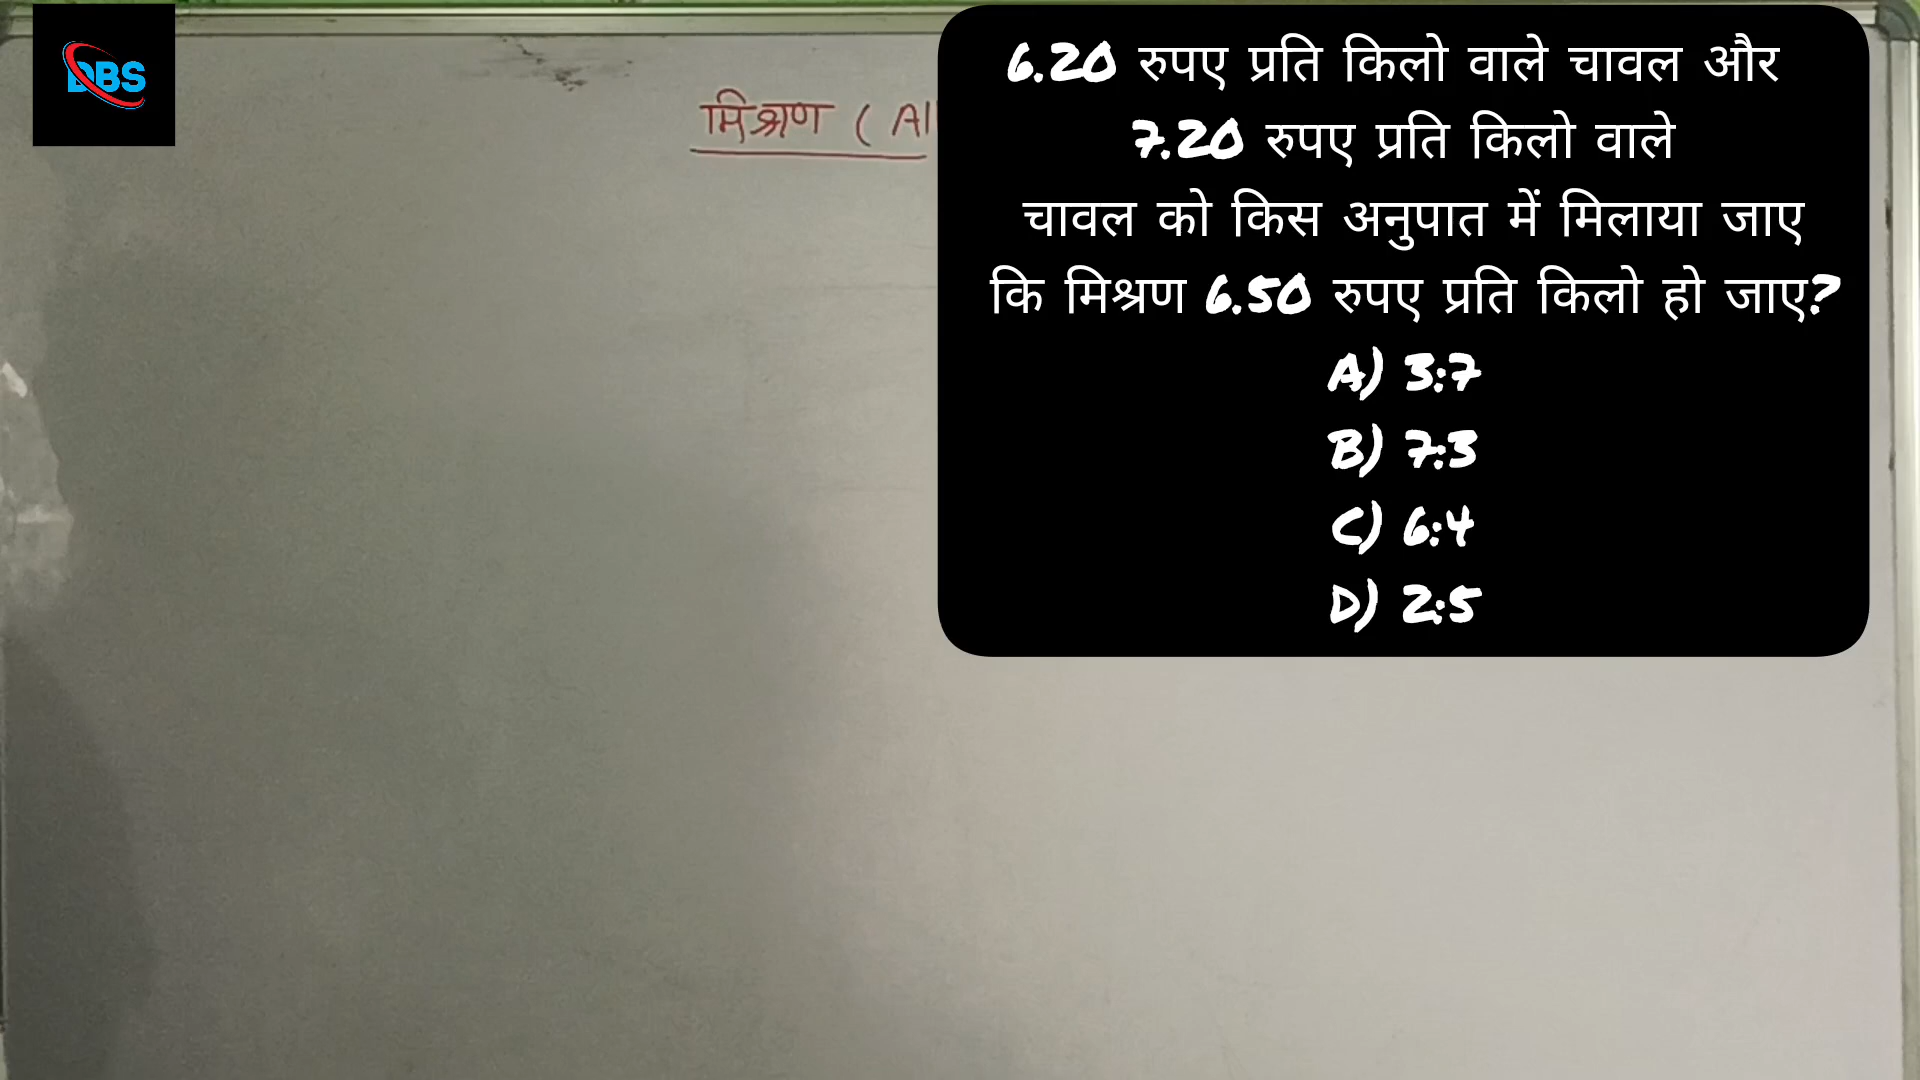 DBS
मिश्रण ( Al
6.20 रुपए प्रति किलो वाले चावल और
7.20 रुपए प्रति किलो वाले
चावल को किस अनुपात में मिलाया जाए
कि मिश्रण 6.50 रुपए प्रति किलो हो जाए?
A) 3:7
B) 7:3
C) 6:4
D) 2:5